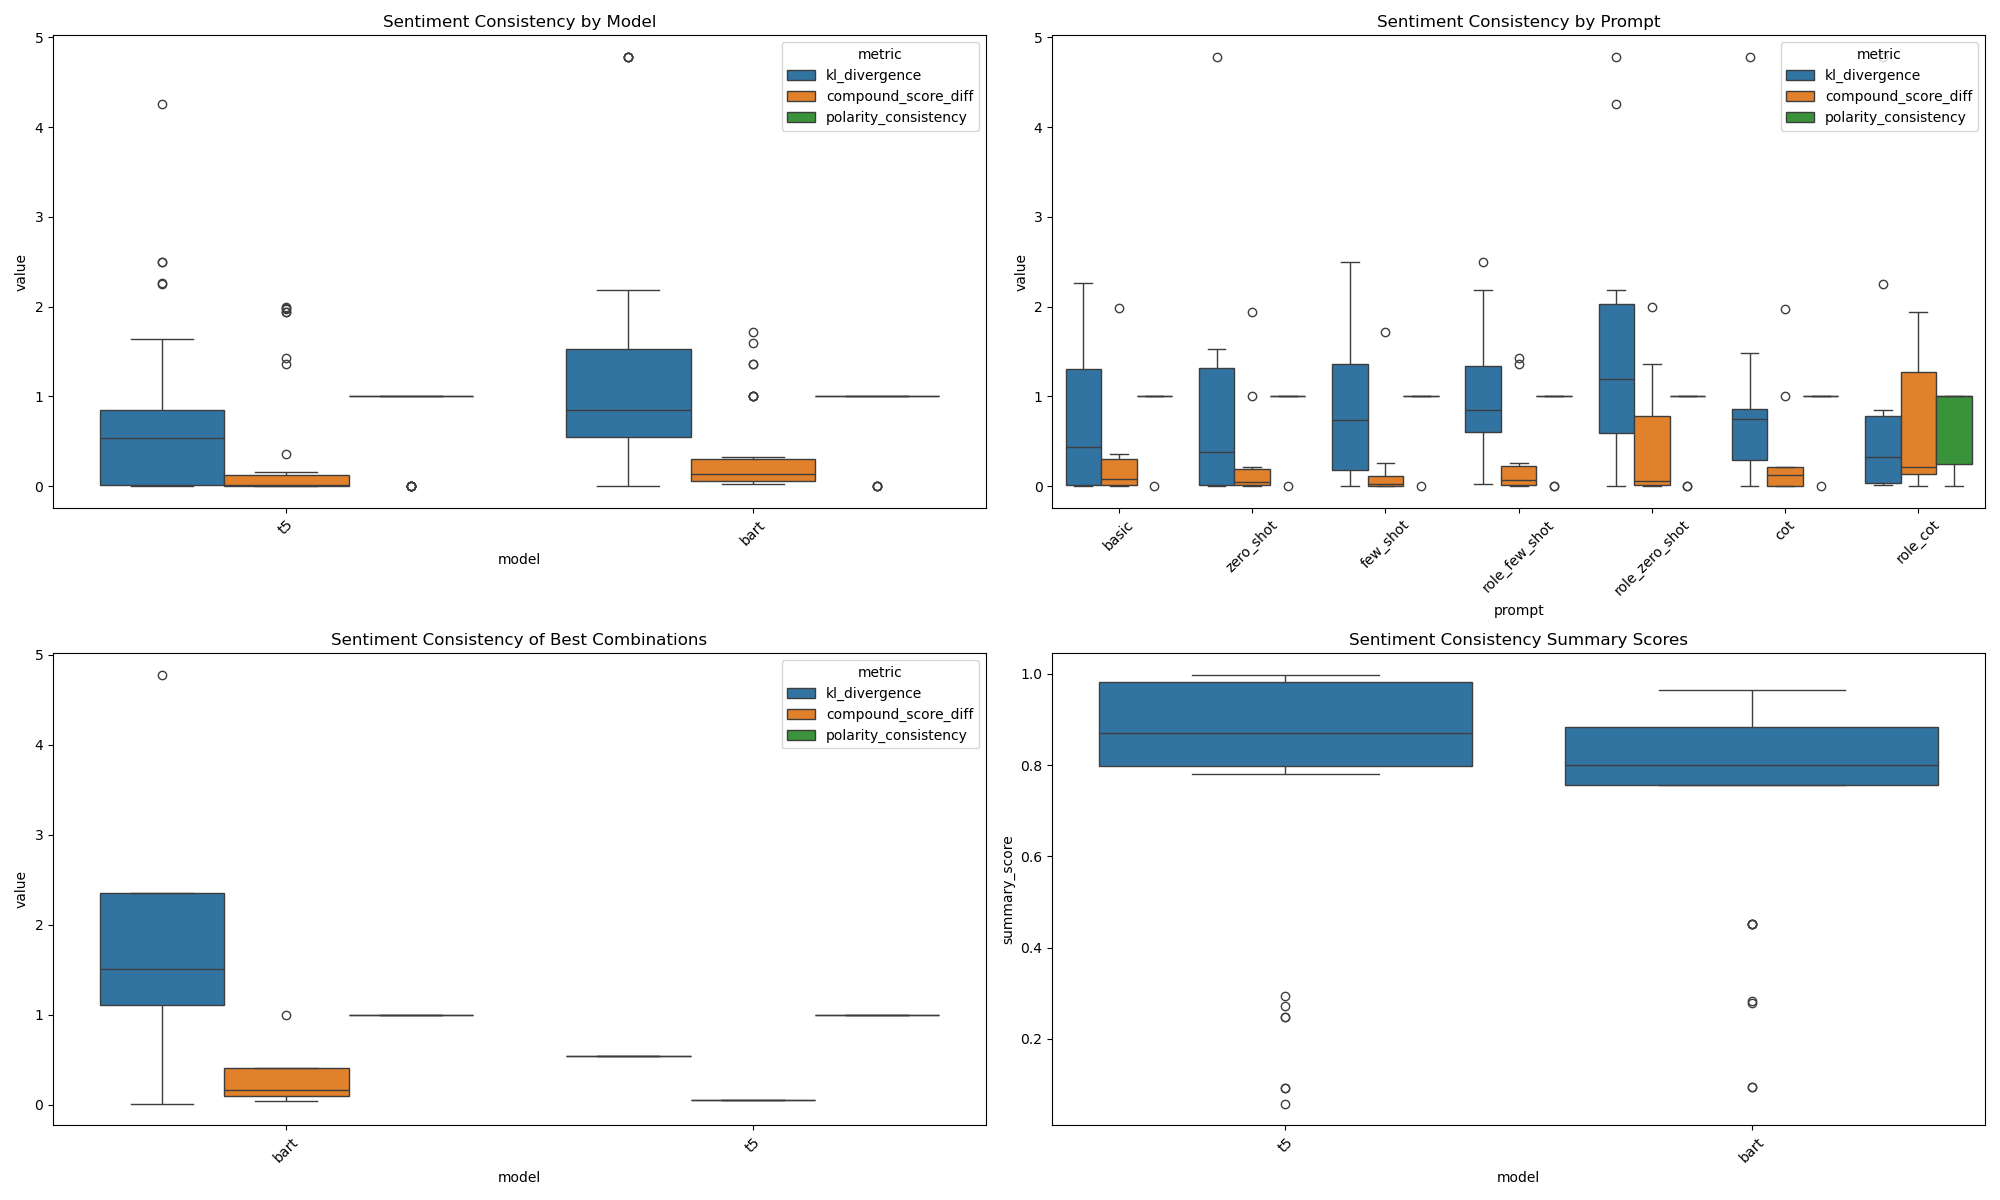 Sentiment Consistency by Model
5
4
3
2
1
0
value
metric
kl_divergence
compound_score_diff
polarity_consistency
t5
bart
model
Sentiment Consistency by Prompt
5
4
3
2
1
0
value
metric
kl_divergence
compound_score_diff
polarity_consistency
basic
zero_shot
few_shot
role_few_shot
role_zero_shot
cot
role_cot
prompt
Sentiment Consistency of Best Combinations
5
4
3
2
1
0
value
metric
kl_divergence
compound_score_diff
polarity_consistency
bart
t5
model
Sentiment Consistency Summary Scores
1.0
0.8
0.6
0.4
0.2
summary_score
t5
bart
model